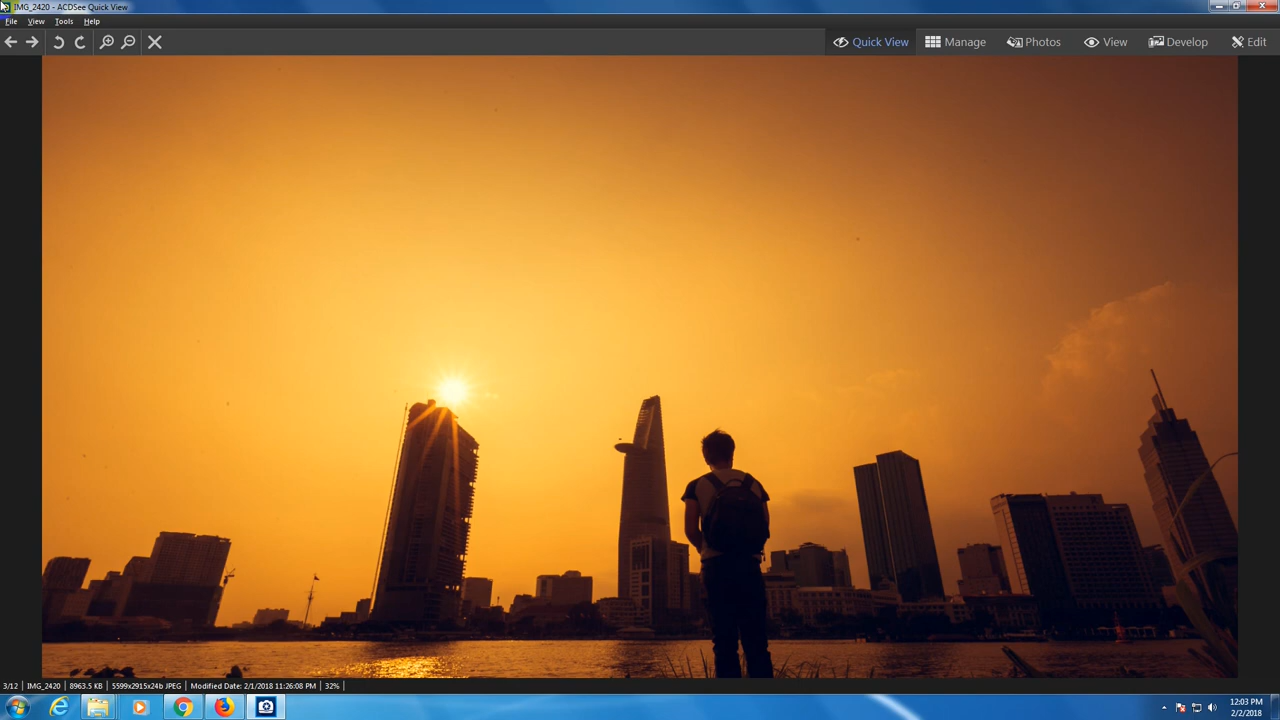 IMG_2420 - ACDSee Quick View
File View Tools Help
Quick View Manage Photos View Develop Edit
3/12 IMG_2420 8963.5 KB 5599x2915x24b JPEG Modified Date: 2/1/2018 11:26:08 PM 32%
12:03 PM
2/2/2018